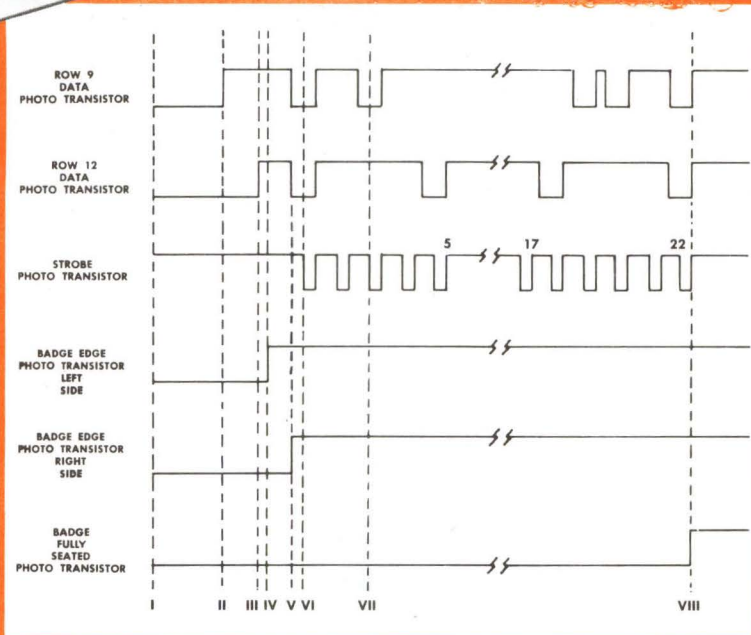 ROW 9
DATA
PHOTO TRANSISTOR
ROW 12
DATA
PHOTO TRANSISTOR
5 17 22
STROBE
PHOTO TRANSISTOR
BADGE EDGE
PHOTO TRANSISTOR
LEFT
SIDE
BADGE EDGE
PHOTO TRANSISTOR
RIGHT
SIDE
BADGE
FULLY
SEATED
PHOTO TRANSISTOR
I II III IV V VI VII VIII